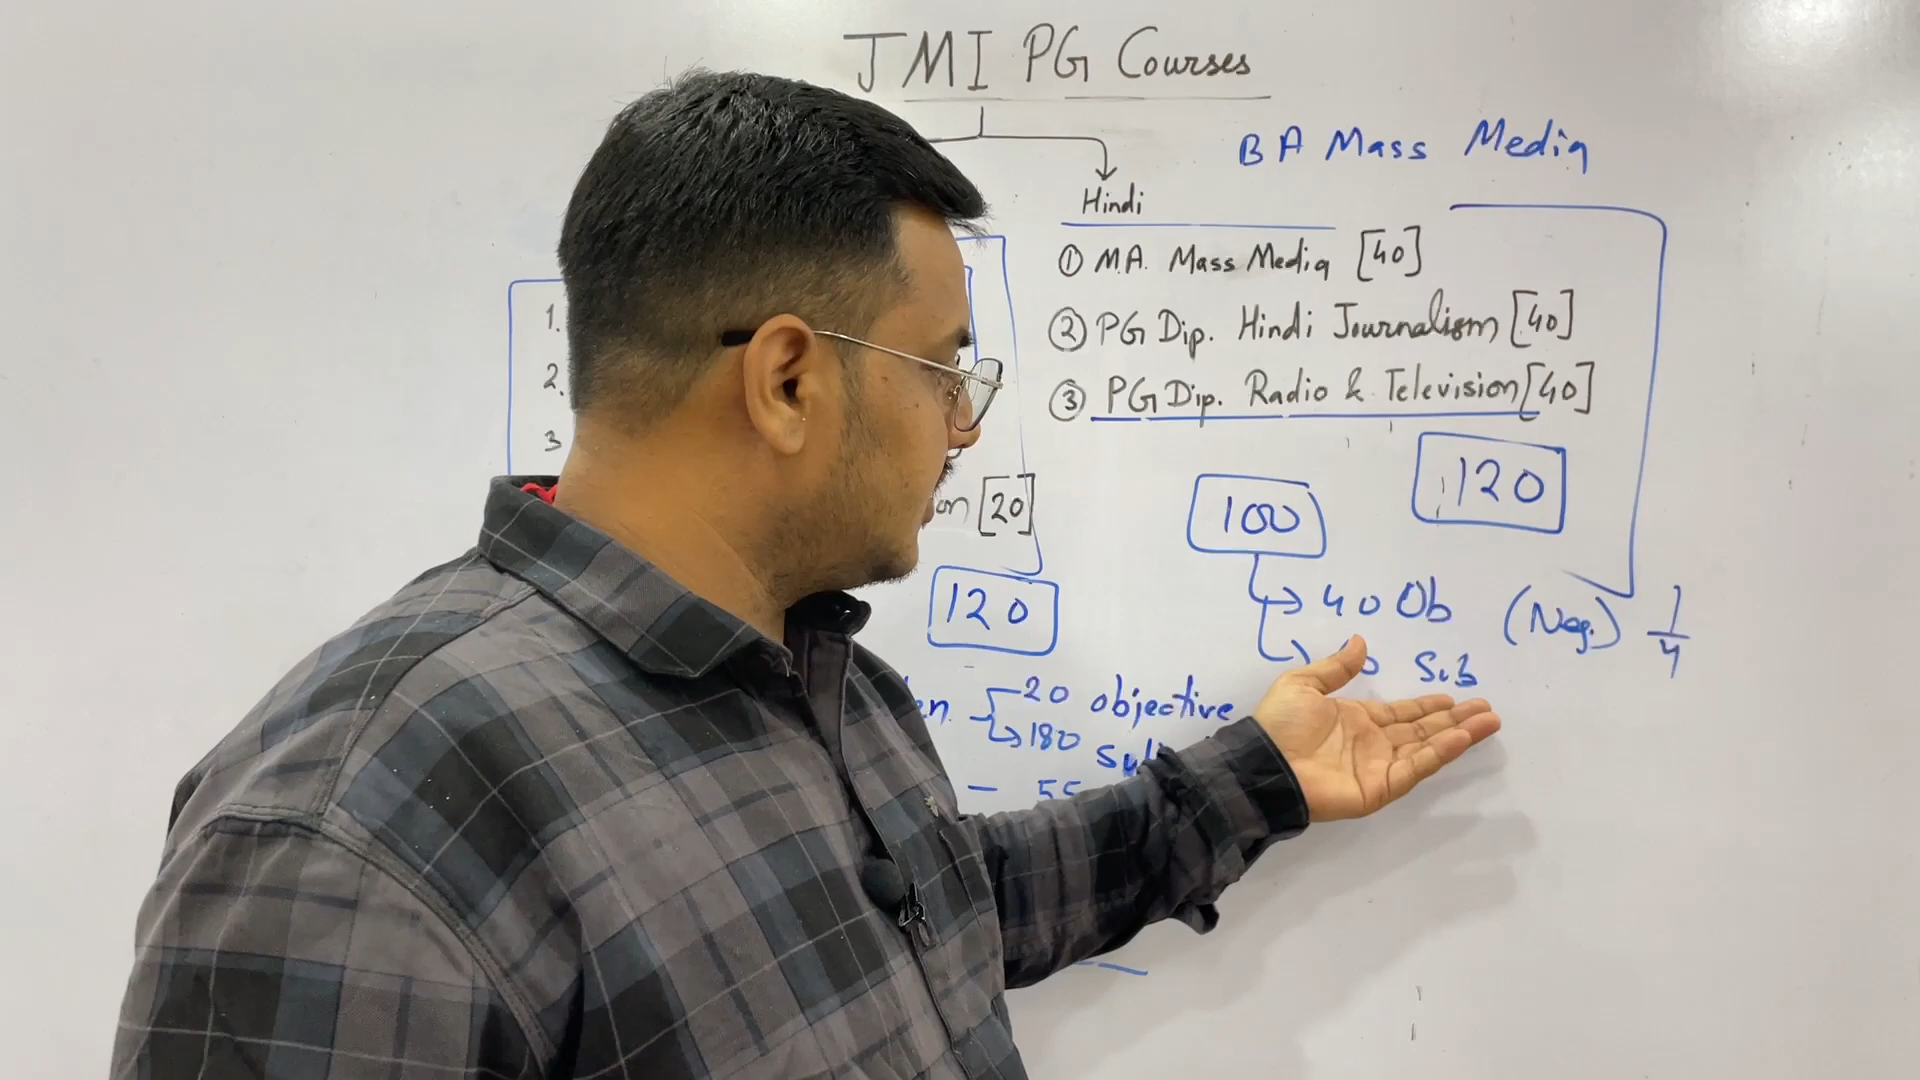 JMI PG Courses
BA Mass Media
Hindi
① M.A. Mass Media [40]
② PG Dip. Hindi Journalism [40]
③ PG Dip. Radio & Television [40]
1.
2.
3
[20]
100
120
120
40 Ob (Neg.) 1/4
Sub
20 objective
180
- 55